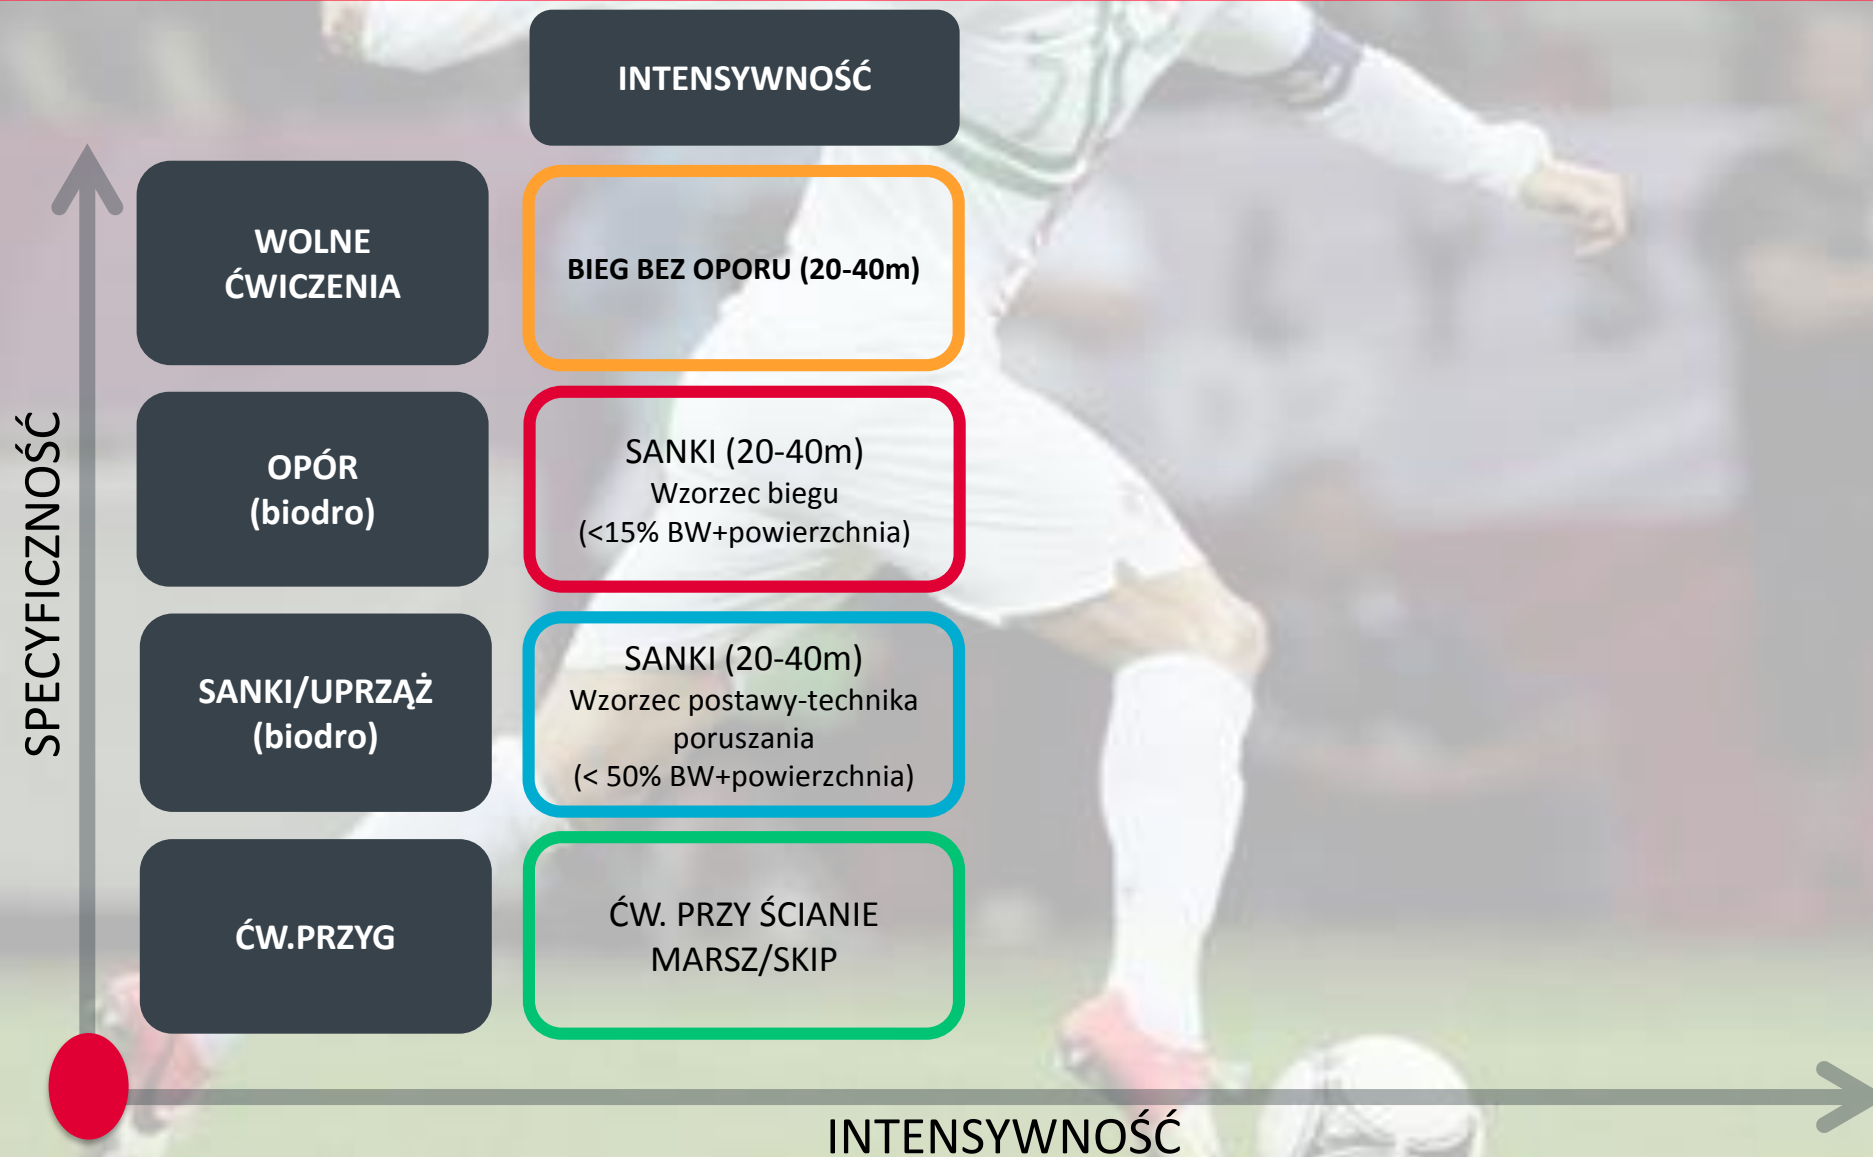 INTENSYWNOŚĆ
WOLNE
ĆWICZENIA
BIEG BEZ OPORU (20-40m)
OPÓR
(biodro)
SANKI (20-40m)
Wzorzec biegu
(<15% BW+powierzchnia)
SPECYFICZNOŚĆ
SANKI/UPRZĄŻ
(biodro)
SANKI (20-40m)
Wzorzec postawy-technika
poruszania
(< 50% BW+powierzchnia)
ĆW.PRZYG
ĆW. PRZY ŚCIANIE
MARSZ/SKIP
INTENSYWNOŚĆ